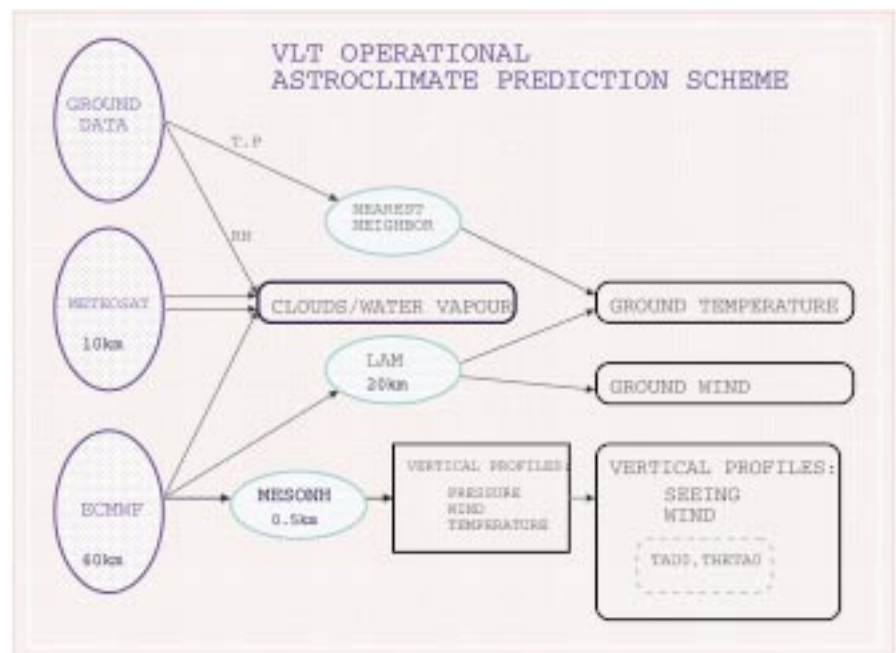 VLT OPERATIONAL
ASTROCLIMATE PREDICTION SCHEME
GROUND
DATA
T.P
NEAREST
NEIGHBOR
RH
METEOSAT
10km
CLOUDS/WATER VAPOUR
GROUND TEMPERATURE
LAM
20km
GROUND WIND
ECMWF
60km
MESONH
0.5km
VERTICAL PROFILES:
PRESSURE
WIND
TEMPERATURE
VERTICAL PROFILES:
SEEING
WIND
TAU0,THETA0